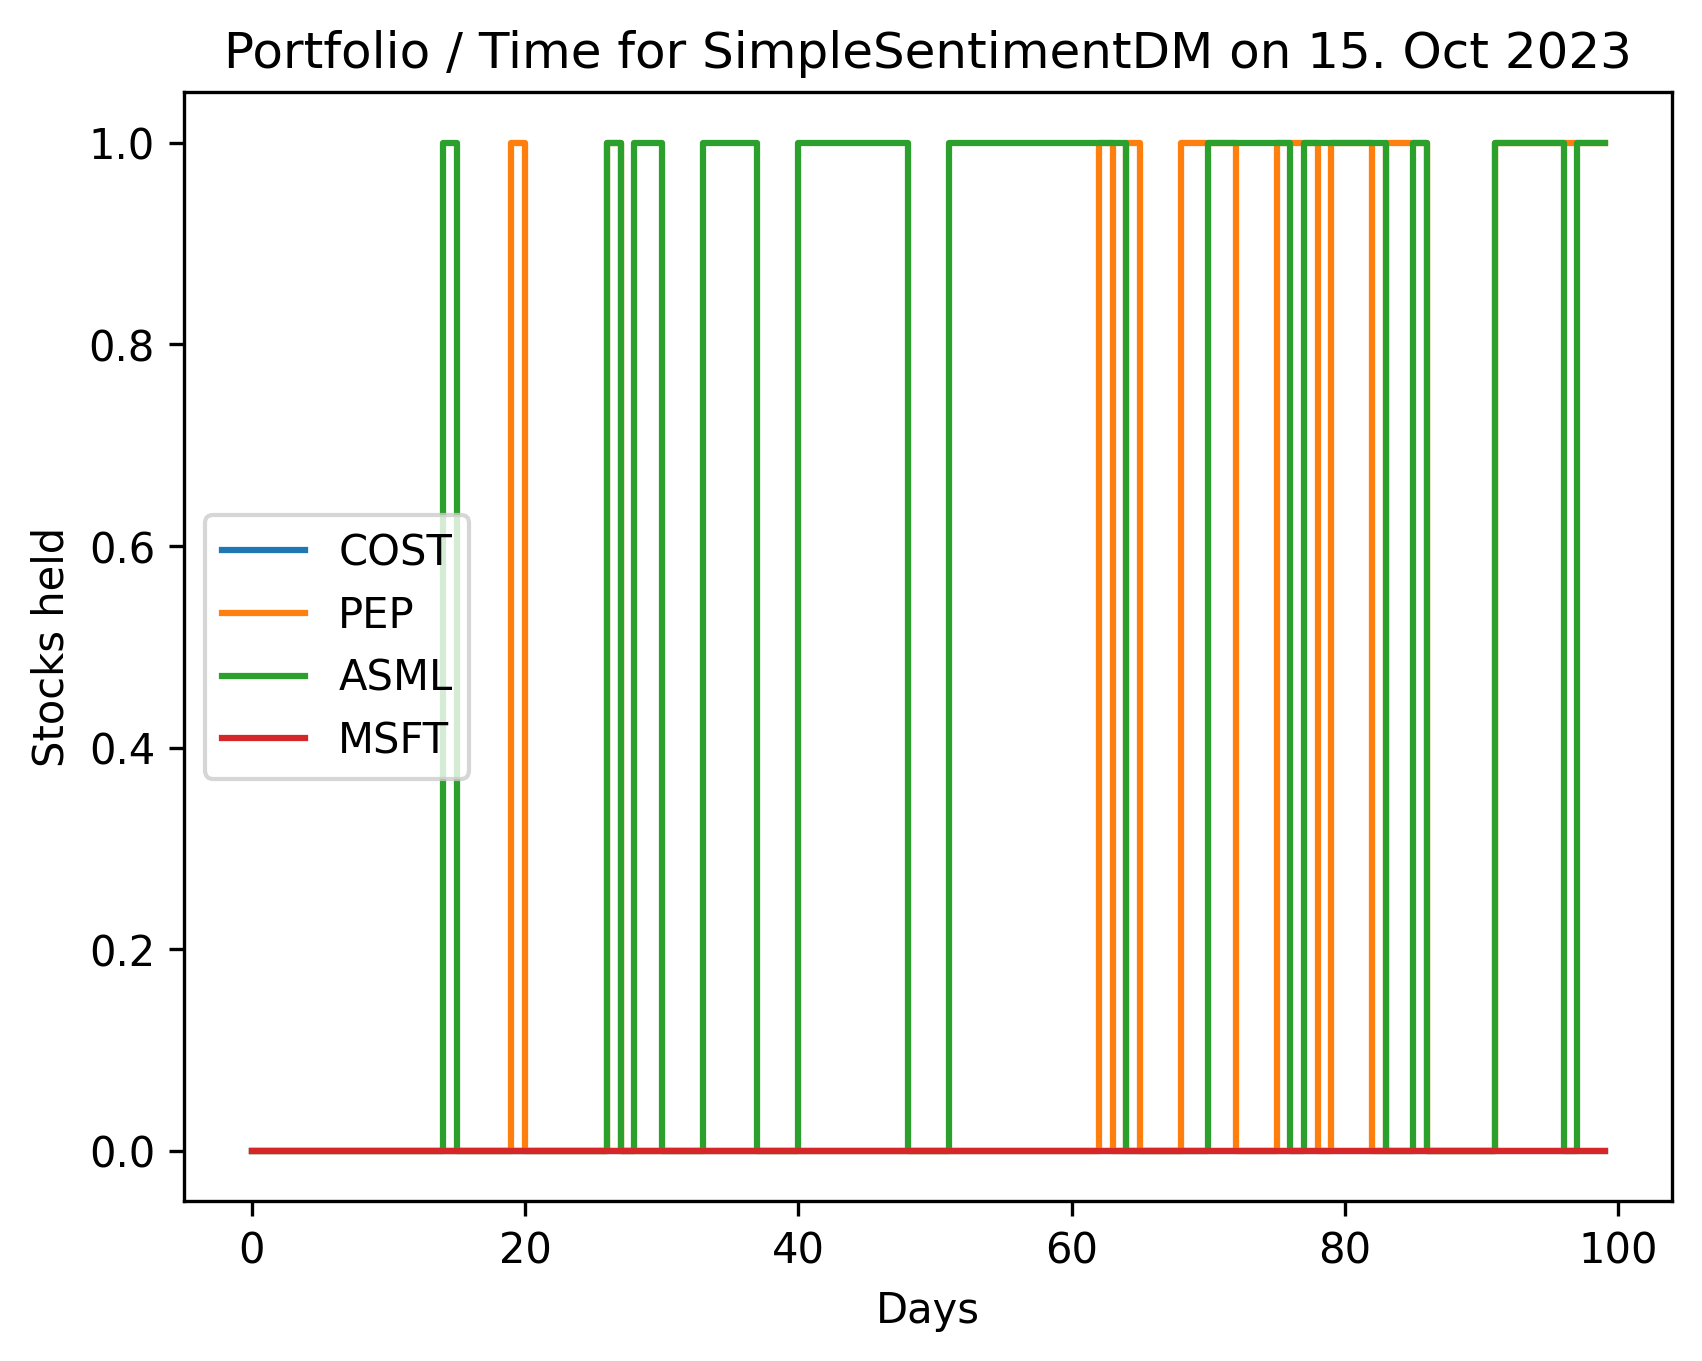 Portfolio / Time for SimpleSentimentDM on 15. Oct 2023
1.0
0.8
0.6
0.4
0.2
0.0
Stocks held
COST
PEP
ASML
MSFT
0 20 40 60 80 100
Days